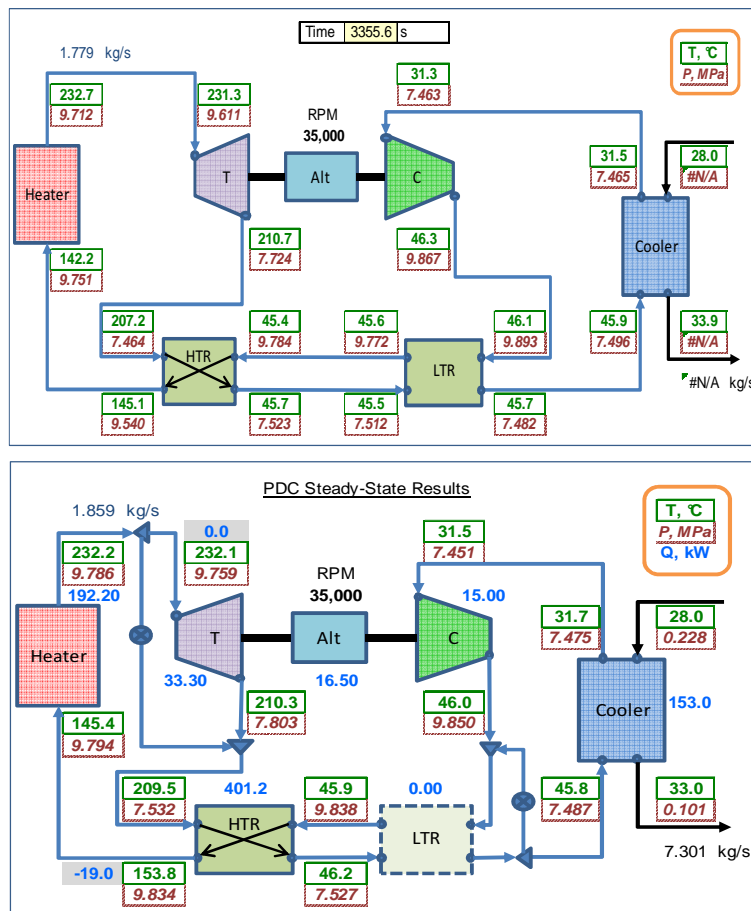 Time 3355.6 s
1.779 kg/s
T, °C
P, MPa
232.7
9.712
231.3
9.611
RPM
35,000
31.3
7.463
31.5
7.465
28.0
#N/A
Heater
T
Alt
C
Cooler
142.2
9.751
210.7
7.724
46.3
9.867
45.9
7.496
33.9
#N/A
#N/A kg/s
207.2
7.464
HTR
45.4
9.784
45.6
9.772
LTR
46.1
9.893
145.1
9.540
45.7
7.523
45.5
7.512
45.7
7.482
PDC Steady-State Results
T, °C
P, MPa
Q, kW
1.859 kg/s
0.0
232.2
9.786
192.20
232.1
9.759
RPM
35,000
31.5
7.451
15.00
31.7
7.475
28.0
0.228
Heater
T
Alt
C
Cooler
153.0
33.30
16.50
145.4
9.794
210.3
7.803
46.0
9.850
45.8
7.487
33.0
0.101
7.301 kg/s
209.5
7.532
401.2
HTR
45.9
9.838
0.00
LTR
-19.0
153.8
9.834
46.2
7.527